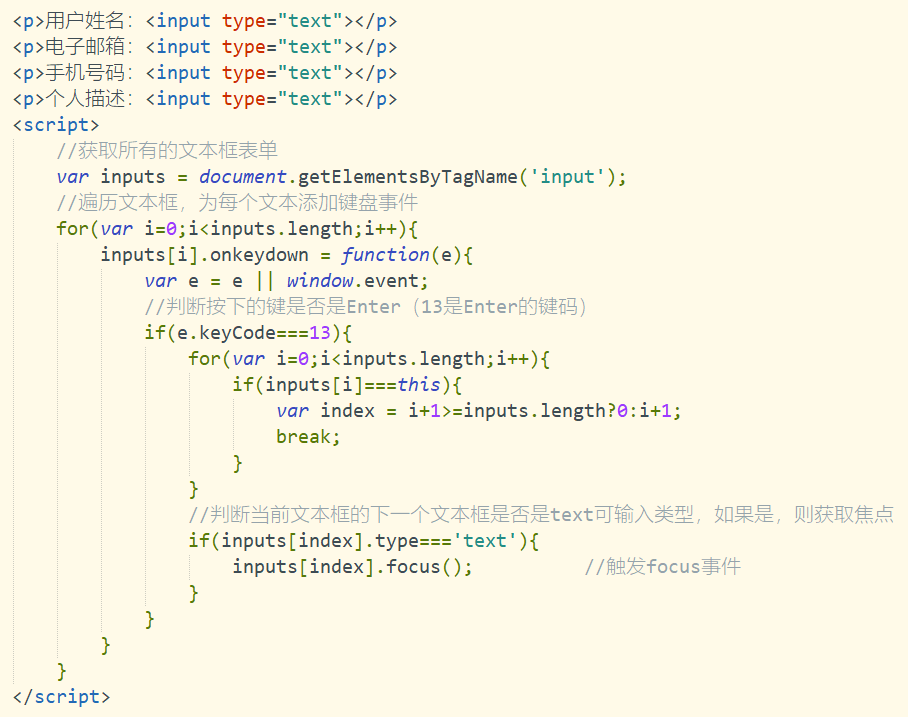 <p>用户姓名：<input type="text"></p>
<p>电子邮箱：<input type="text"></p>
<p>手机号码：<input type="text"></p>
<p>个人描述：<input type="text"></p>
<script>
    //获取所有的文本框表单
    var inputs = document.getElementsByTagName('input');
    //遍历文本框，为每个文本添加键盘事件
    for(var i=0;i<inputs.length;i++){
        inputs[i].onkeydown = function(e){
            var e = e || window.event;
            //判断按下的键是否是Enter（13是Enter的键码）
            if(e.keyCode===13){
                for(var i=0;i<inputs.length;i++){
                    if(inputs[i]===this){
                        var index = i+1>=inputs.length?0:i+1;
                        break;
                    }
                }
                //判断当前文本框的下一个文本框是否是text可输入类型，如果是，则获取焦点
                if(inputs[index].type==='text'){
                    inputs[index].focus();          //触发focus事件
                }
            }
        }
    }
</script>